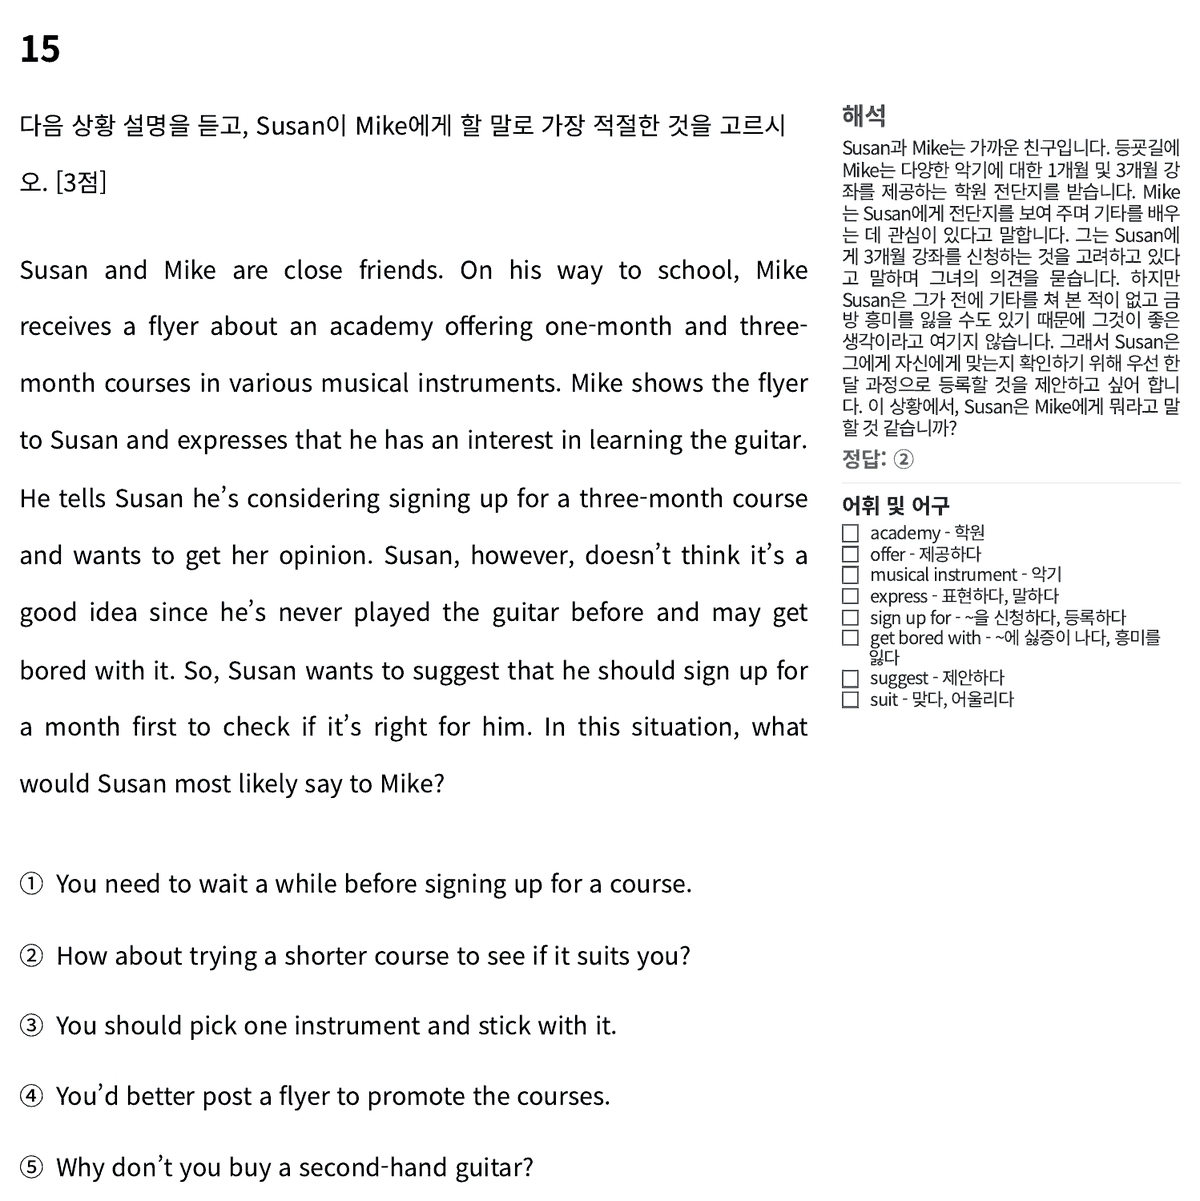 15
다음 상황 설명을 듣고, Susan이 Mike에게 할 말로 가장 적절한 것을 고르시
오. [3점]
Susan and Mike are close friends. On his way to school, Mike
receives a flyer about an academy offering one-month and three-
month courses in various musical instruments. Mike shows the flyer
to Susan and expresses that he has an interest in learning the guitar.
He tells Susan he’s considering signing up for a three-month course
and wants to get her opinion. Susan, however, doesn’t think it’s a
good idea since he’s never played the guitar before and may get
bored with it. So, Susan wants to suggest that he should sign up for
a month first to check if it’s right for him. In this situation, what
would Susan most likely say to Mike?
① You need to wait a while before signing up for a course.
② How about trying a shorter course to see if it suits you?
③ You should pick one instrument and stick with it.
④ You’d better post a flyer to promote the courses.
⑤ Why don’t you buy a second-hand guitar?
해석
Susan과 Mike는 가까운 친구입니다. 등굣길에
Mike는 다양한 악기에 대한 1개월 및 3개월 강
좌를 제공하는 학원 전단지를 받습니다. Mike
는 Susan에게 전단지를 보여 주며 기타를 배우
는 데 관심이 있다고 말합니다. 그는 Susan에
게 3개월 강좌를 신청하는 것을 고려하고 있다
고 말하며 그녀의 의견을 묻습니다. 하지만
Susan은 그가 전에 기타를 쳐 본 적이 없고 금
방 흥미를 잃을 수도 있기 때문에 그것이 좋은
생각이라고 여기지 않습니다. 그래서 Susan은
그에게 자신에게 맞는지 확인하기 위해 우선 한
달 과정으로 등록할 것을 제안하고 싶어 합니
다. 이 상황에서, Susan은 Mike에게 뭐라고 말
할 것 같습니까?
정답: ②
어휘 및 어구
□ academy - 학원
□ offer - 제공하다
□ musical instrument - 악기
□ express - 표현하다, 말하다
□ sign up for - ~을 신청하다, 등록하다
□ get bored with - ~에 싫증이 나다, 흥미를
잃다
□ suggest - 제안하다
□ suit - 맞다, 어울리다